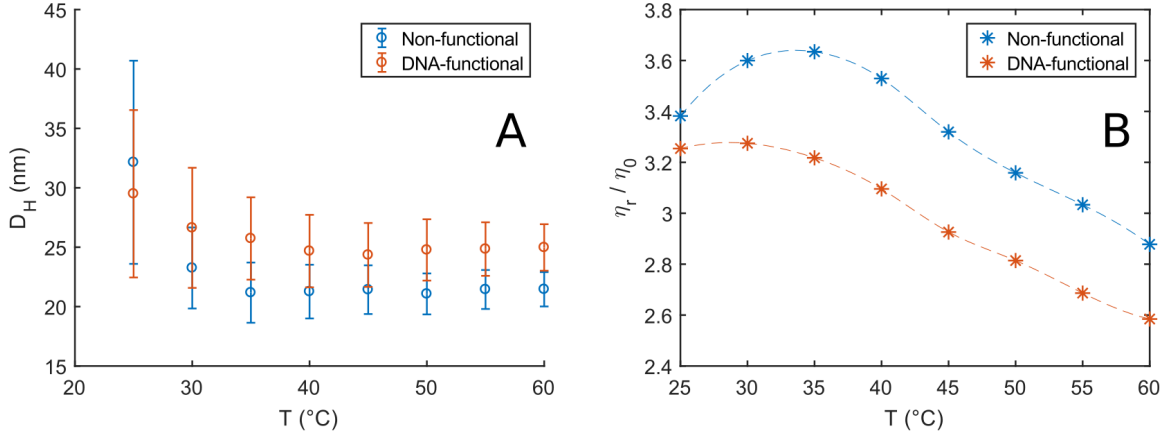 45
40
35
30
25
20
15
D_H (nm)
20
30
40
50
60
T (°C)
Non-functional
DNA-functional
A
3.8
3.6
3.4
3.2
3
2.8
2.6
2.4
η_r / η_0
25
30
35
40
45
50
55
60
T (°C)
Non-functional
DNA-functional
B